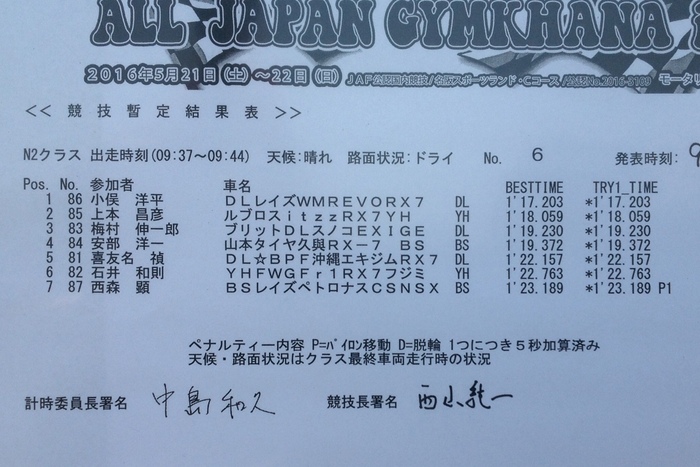 ALL JAPAN GYMKHANA
2016年5月21日(土)～22日(日) JAF公認国内競技/名阪スポーツランド・Cコース/公認No.2016-3109 モータ
<< 競技暫定結果表 >>
N2クラス 出走時刻(09:37～09:44) 天候:晴れ 路面状況:ドライ No. 6 発表時刻:
Pos. No. 参加者 車名 BESTTIME TRY1_TIME
1 86 小俣 洋平 DLレイズWMREVORX7 DL 1'17.203 *1'17.203
2 85 上本 昌彦 ルブロスitzzRX7YH YH 1'18.059 *1'18.059
3 83 梅村 伸一郎 ブリットDLスノコEXIGE DL 1'19.230 *1'19.230
4 84 安部 洋一 山本タイヤ久與RX-7 BS BS 1'19.372 *1'19.372
5 81 喜友名 禎 DL☆BPF沖縄エキジムRX7 DL 1'22.157 *1'22.157
6 82 石井 和則 YHFWGFr1RX7フジミ YH 1'22.763 *1'22.763
7 87 西森 顕 BSレイズペトロナスCSNSX BS 1'23.189 *1'23.189 P1
ペナルティー内容 P=パイロン移動 D=脱輪 1つにつき5秒加算済み
天候・路面状況はクラス最終車両走行時の状況
計時委員長署名 中島和久 競技長署名